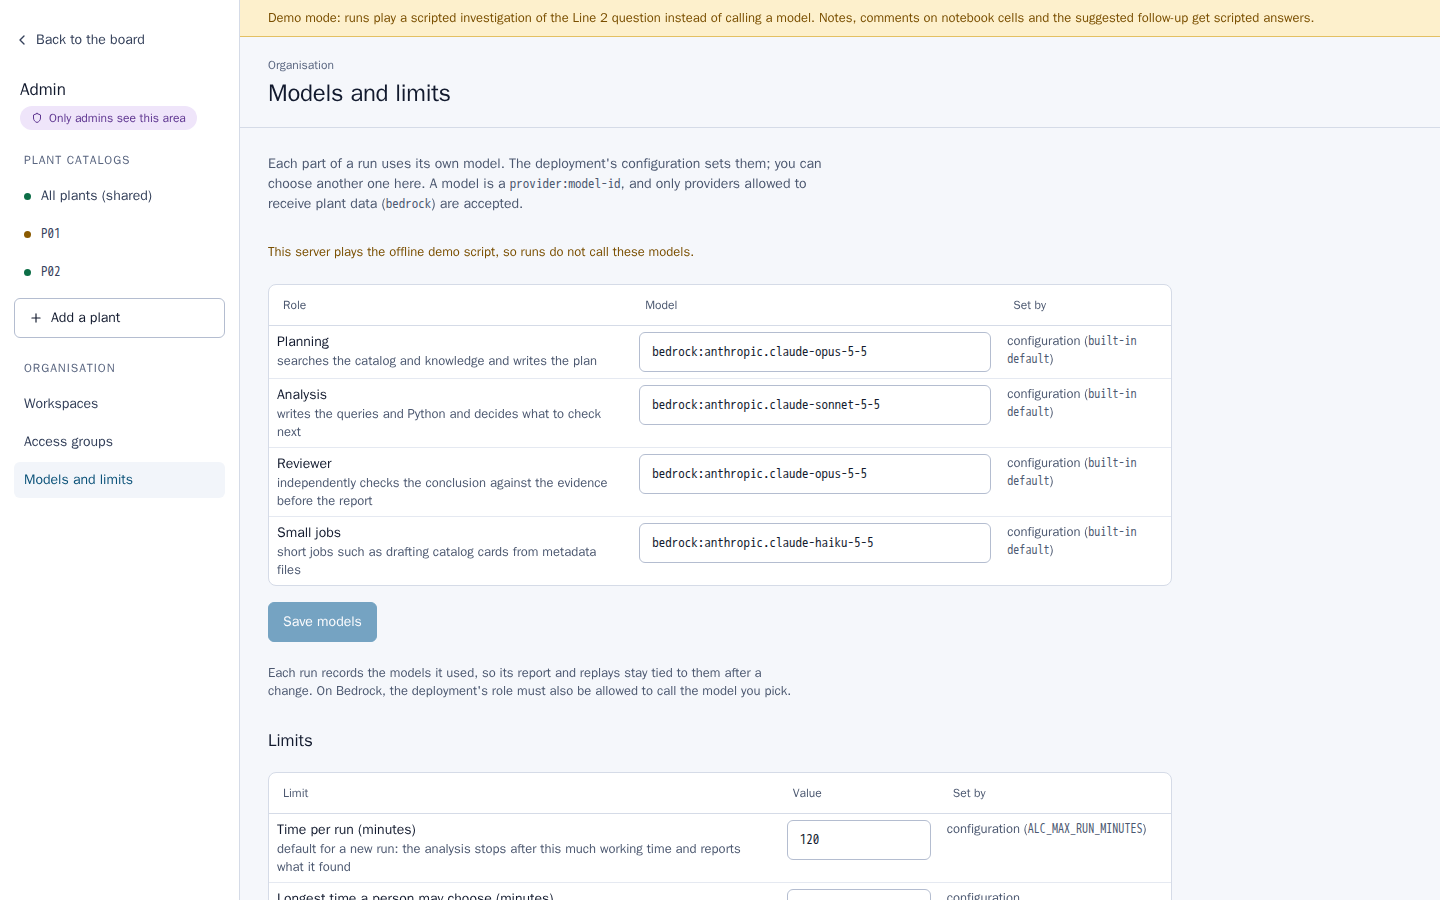 Demo mode: runs play a scripted investigation of the Line 2 question instead of calling a model. Notes, comments on notebook cells and the suggested follow-up get scripted answers.
Back to the board
Admin
Only admins see this area
PLANT CATALOGS
All plants (shared)
P01
P02
Add a plant
ORGANISATION
Workspaces
Access groups
Models and limits
Organisation
Models and limits
Each part of a run uses its own model. The deployment's configuration sets them; you can
choose another one here. A model is a provider:model-id, and only providers allowed to
receive plant data (bedrock) are accepted.
This server plays the offline demo script, so runs do not call these models.
Role Model Set by
Planning
searches the catalog and knowledge and writes the plan
bedrock:anthropic.claude-opus-5-5
configuration (built-in
default)
Analysis
writes the queries and Python and decides what to check
next
bedrock:anthropic.claude-sonnet-5-5
configuration (built-in
default)
Reviewer
independently checks the conclusion against the evidence
before the report
bedrock:anthropic.claude-opus-5-5
configuration (built-in
default)
Small jobs
short jobs such as drafting catalog cards from metadata
files
bedrock:anthropic.claude-haiku-5-5
configuration (built-in
default)
Save models
Each run records the models it used, so its report and replays stay tied to them after a
change. On Bedrock, the deployment's role must also be allowed to call the model you pick.
Limits
Limit Value Set by
Time per run (minutes)
default for a new run: the analysis stops after this much working time and reports
what it found
120
configuration (ALC_MAX_RUN_MINUTES)
Longest time a person may choose (minutes)
configuration